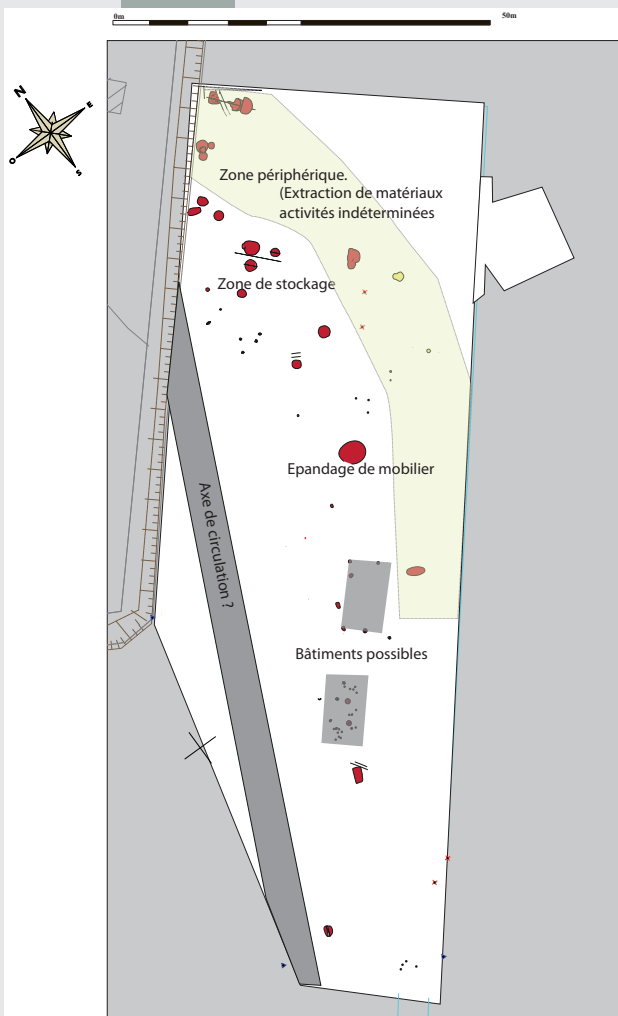 0m 50m
N
E
O
S
Zone périphérique.
(Extraction de matériaux
activités indéterminées
Zone de stockage
Epandage de mobilier
Axe de circulation ?
Bâtiments possibles